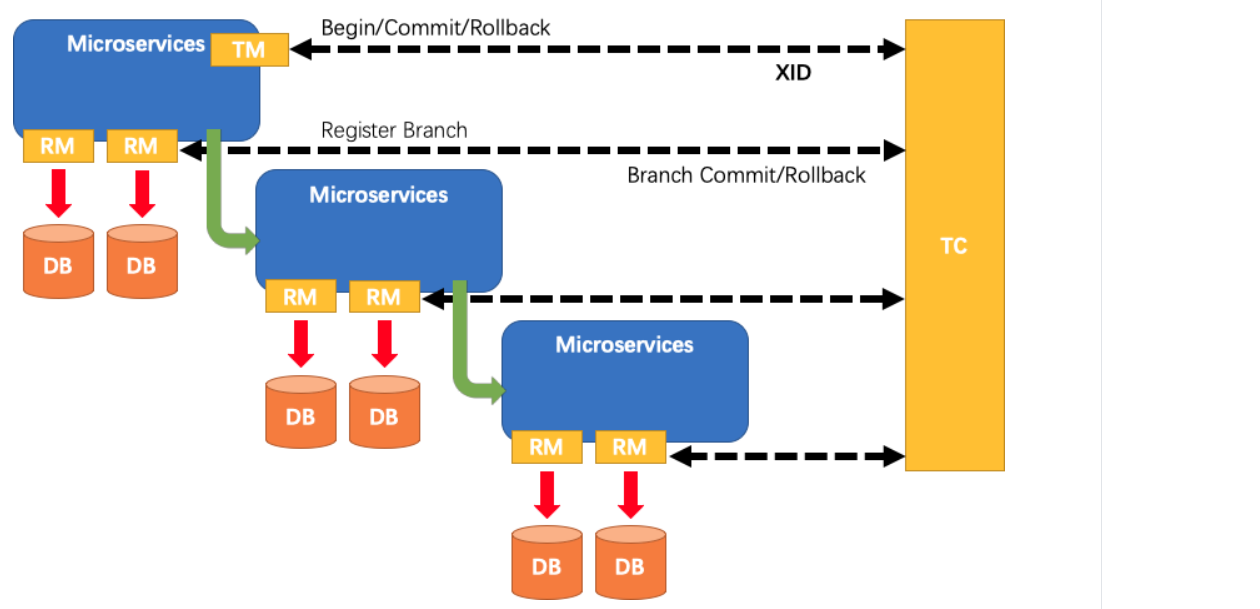 Begin/Commit/Rollback
Microservices
TM
XID
Register Branch
RM
RM
Branch Commit/Rollback
Microservices
DB
DB
TC
RM
RM
Microservices
DB
DB
RM
RM
DB
DB